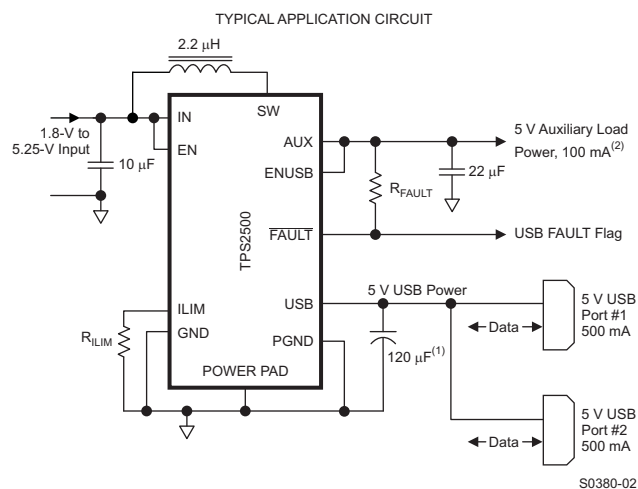 TYPICAL APPLICATION CIRCUIT
2.2 μH
IN
SW
1.8-V to
5.25-V Input
EN
10 μF
AUX
5 V Auxiliary Load
Power, 100 mA(2)
ENUSB
22 μF
RFAULT
TPS2500
FAULT
USB FAULT Flag
5 V USB Power
USB
5 V USB
Port #1
500 mA
Data
ILIM
RILIM
GND
PGND
120 μF(1)
POWER PAD
5 V USB
Port #2
500 mA
Data
S0380-02